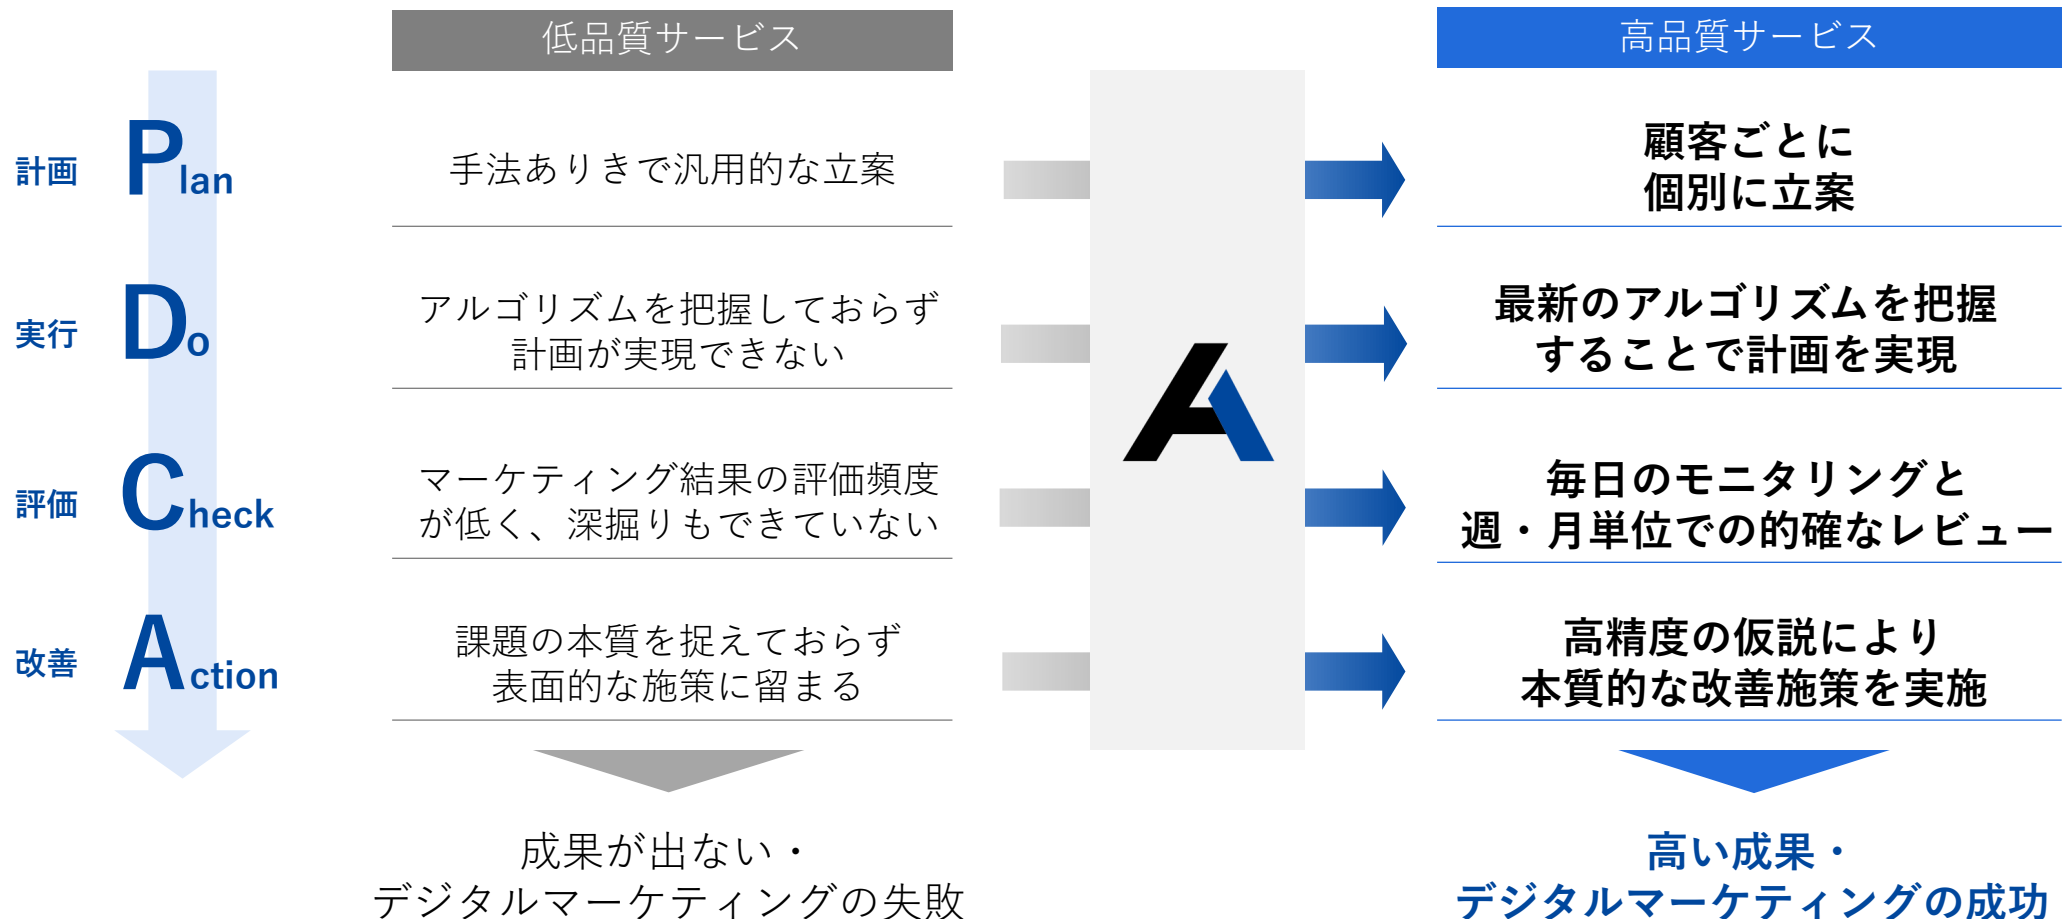 低品質サービス
高品質サービス
計画
Plan
手法ありきで汎用的な立案
顧客ごとに
個別に立案
実行
Do
アルゴリズムを把握しておらず
計画が実現できない
最新のアルゴリズムを把握
することで計画を実現
評価
Check
マーケティング結果の評価頻度
が低く、深掘りもできていない
毎日のモニタリングと
週・月単位での的確なレビュー
改善
Action
課題の本質を捉えておらず
表面的な施策に留まる
高精度の仮説により
本質的な改善施策を実施
成果が出ない・
デジタルマーケティングの失敗
高い成果・
デジタルマーケティングの成功